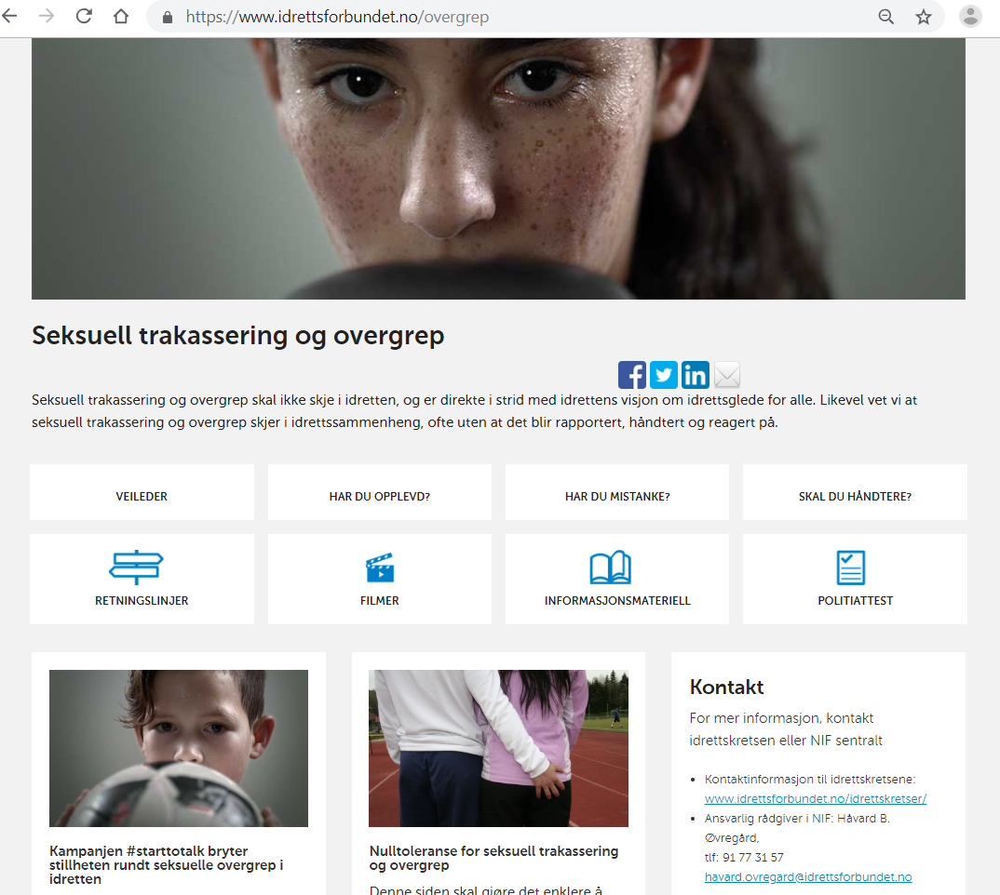 https://www.idrettsforbundet.no/overgrep
Seksuell trakassering og overgrep
Seksuell trakassering og overgrep skal ikke skje i idretten, og er direkte i strid med idrettens visjon om idrettsglede for alle. Likevel vet vi at
seksuell trakassering og overgrep skjer i idrettssammenheng, ofte uten at det blir rapportert, håndtert og reagert på.
VEILEDER
HAR DU OPPLEVD?
HAR DU MISTANKE?
SKAL DU HÅNDTERE?
RETNINGSLINJER
FILMER
INFORMASJONSMATERIELL
POLITIATTEST
Kampanjen #starttotalk bryter
stillheten rundt seksuelle overgrep i
idretten
Nulltoleranse for seksuell trakassering
og overgrep
Denne siden skal gjøre det enklere å
Kontakt
For mer informasjon, kontakt
idrettskretsen eller NIF sentralt
Kontaktinformasjon til idrettskretsene:
www.idrettsforbundet.no/idrettskretser/
Ansvarlig rådgiver i NIF: Håvard B.
Øvregård,
tlf: 91 77 31 57
havard.ovregard@idrettsforbundet.no